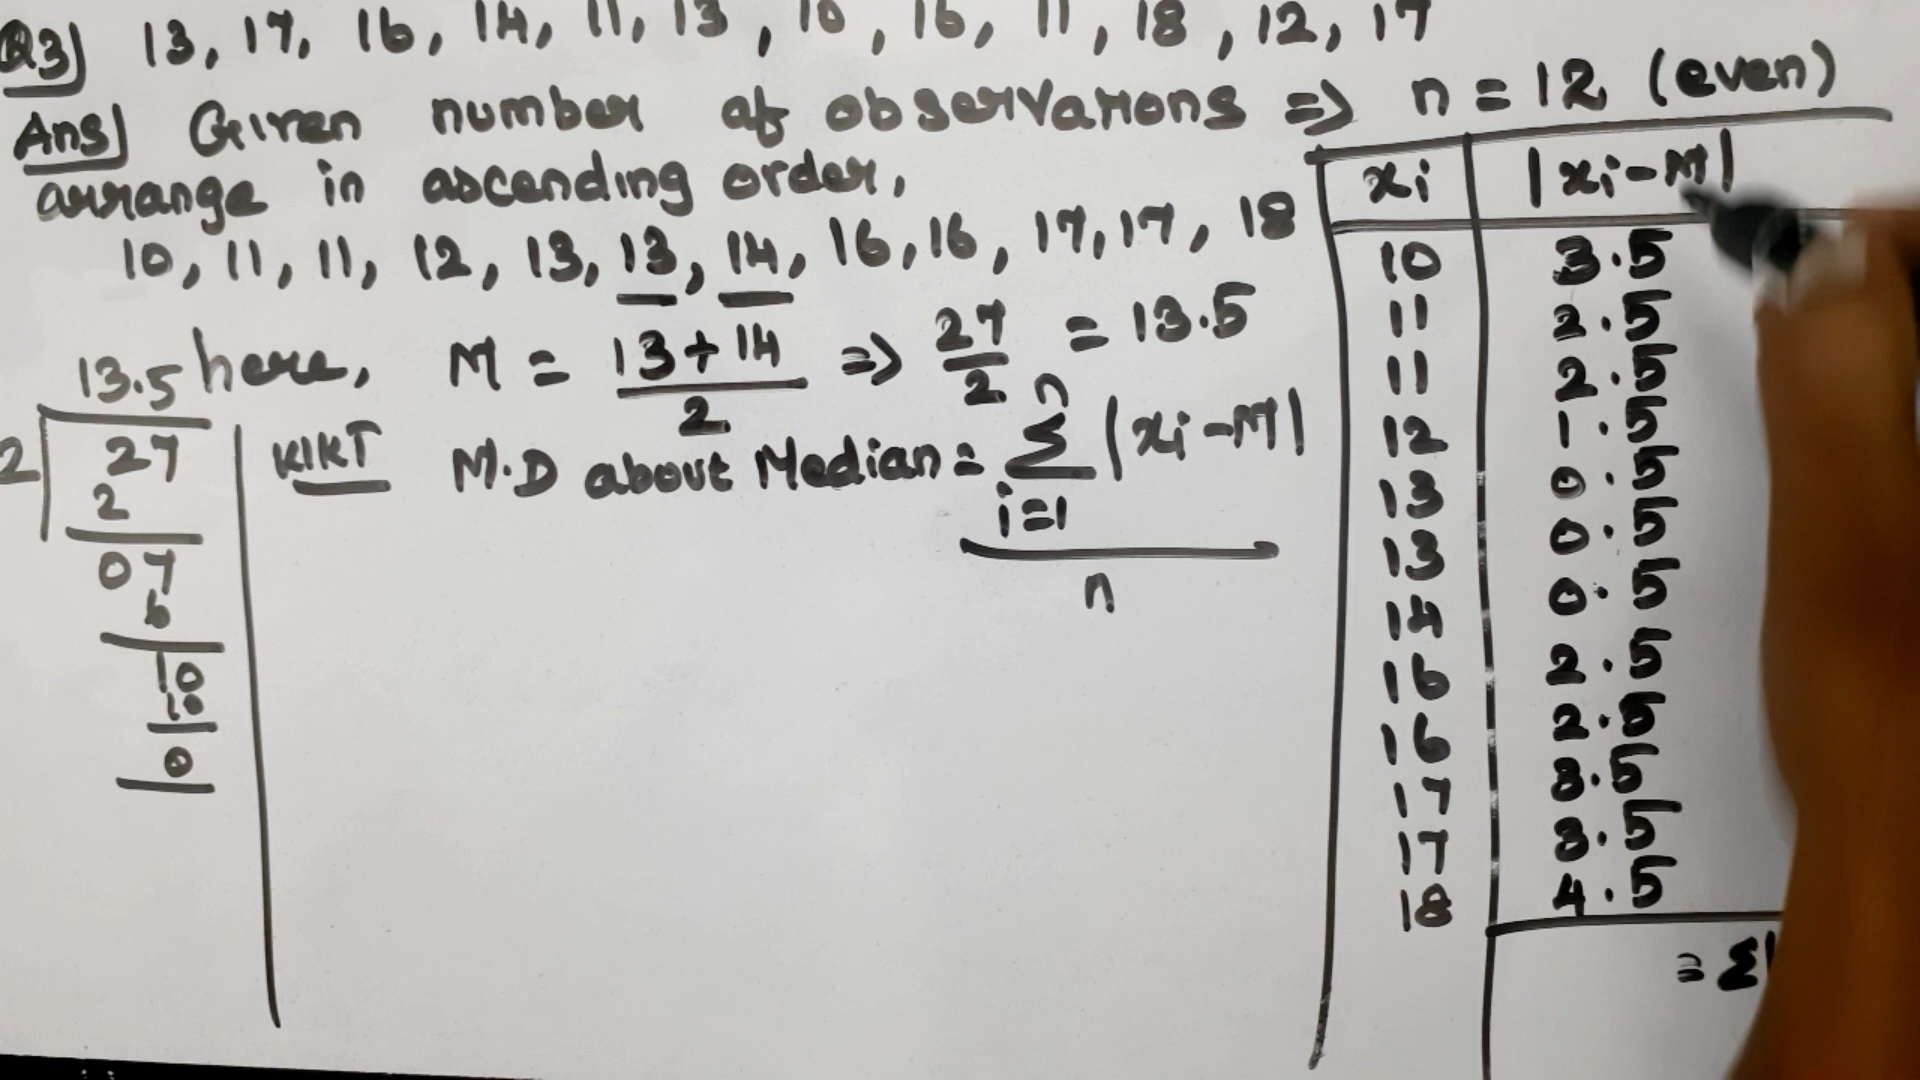 Q3) 13, 17, 16, 14, 11, 13, 10, 16, 11, 18, 12, 17
Ans) Given number of observations => n = 12 (even)
arrange in ascending order,
10, 11, 11, 12, 13, 13, 14, 16, 16, 17, 17, 18
here, M = 13+14/2 => 27/2 = 13.5
WKT M.D about Median = n Σ i=1 |xi-M|
n
13.5
2 27
2
07
6
10
10
0
xi |xi-M|
10 3.5
11 2.5
11 2.5
12 1.5
13 0.5
13 0.5
14 0.5
16 2.5
16 2.5
17 3.5
17 3.5
18 4.5
= Σ|